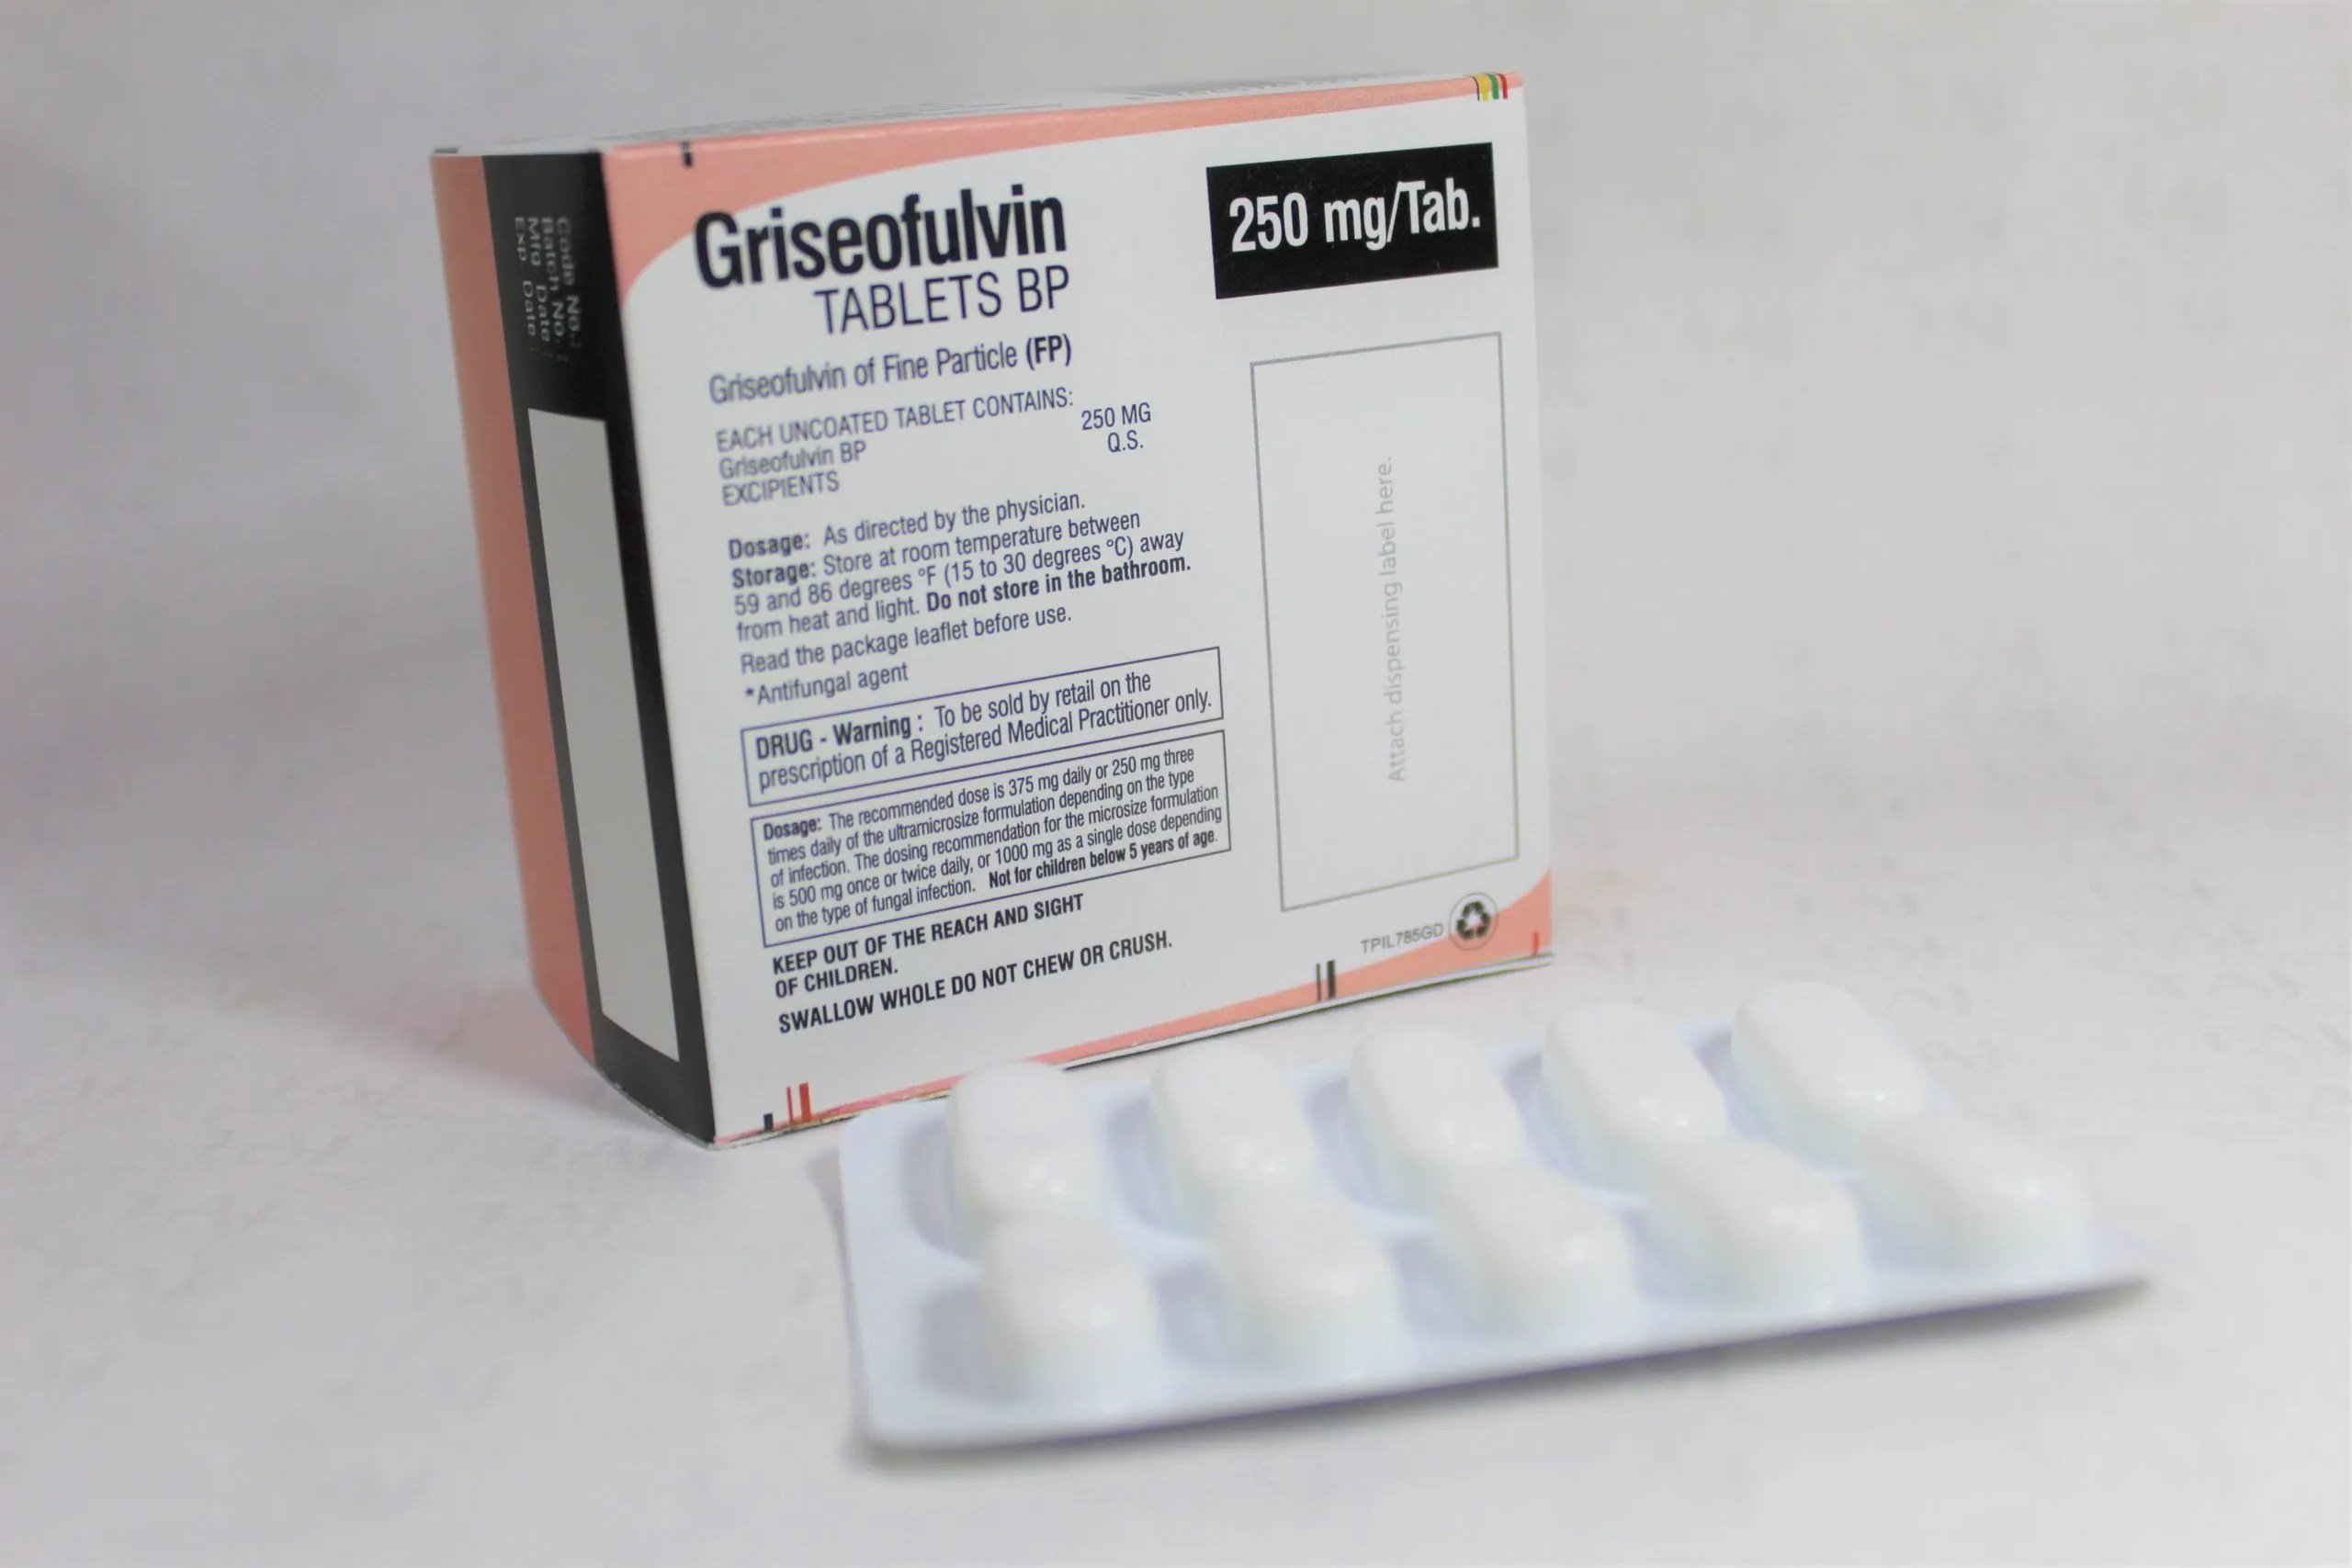 Griseofulvin
TABLETS BP
250 mg/Tab.
Griseofulvin of Fine Particle (FP)
EACH UNCOATED TABLET CONTAINS:
Griseofulvin BP 250 MG
EXCIPIENTS Q.S.
Dosage: As directed by the physician.
Storage: Store at room temperature between
59 and 86 degrees °F (15 to 30 degrees °C) away
from heat and light. Do not store in the bathroom.
Read the package leaflet before use.
*Antifungal agent
DRUG - Warning : To be sold by retail on the
prescription of a Registered Medical Practitioner only.
Dosage: The recommended dose is 375 mg daily or 250 mg three
times daily of the ultramicrosize formulation depending on the type
of infection. The dosing recommendation for the microsize formulation
is 500 mg once or twice daily, or 1000 mg as a single dose depending
on the type of fungal infection. Not for children below 5 years of age.
KEEP OUT OF THE REACH AND SIGHT
OF CHILDREN.
SWALLOW WHOLE DO NOT CHEW OR CRUSH.
Attach dispensing label here.
TPIL785GD
Code No. :
Batch No. :
Mfg. Date :
Exp. Date :